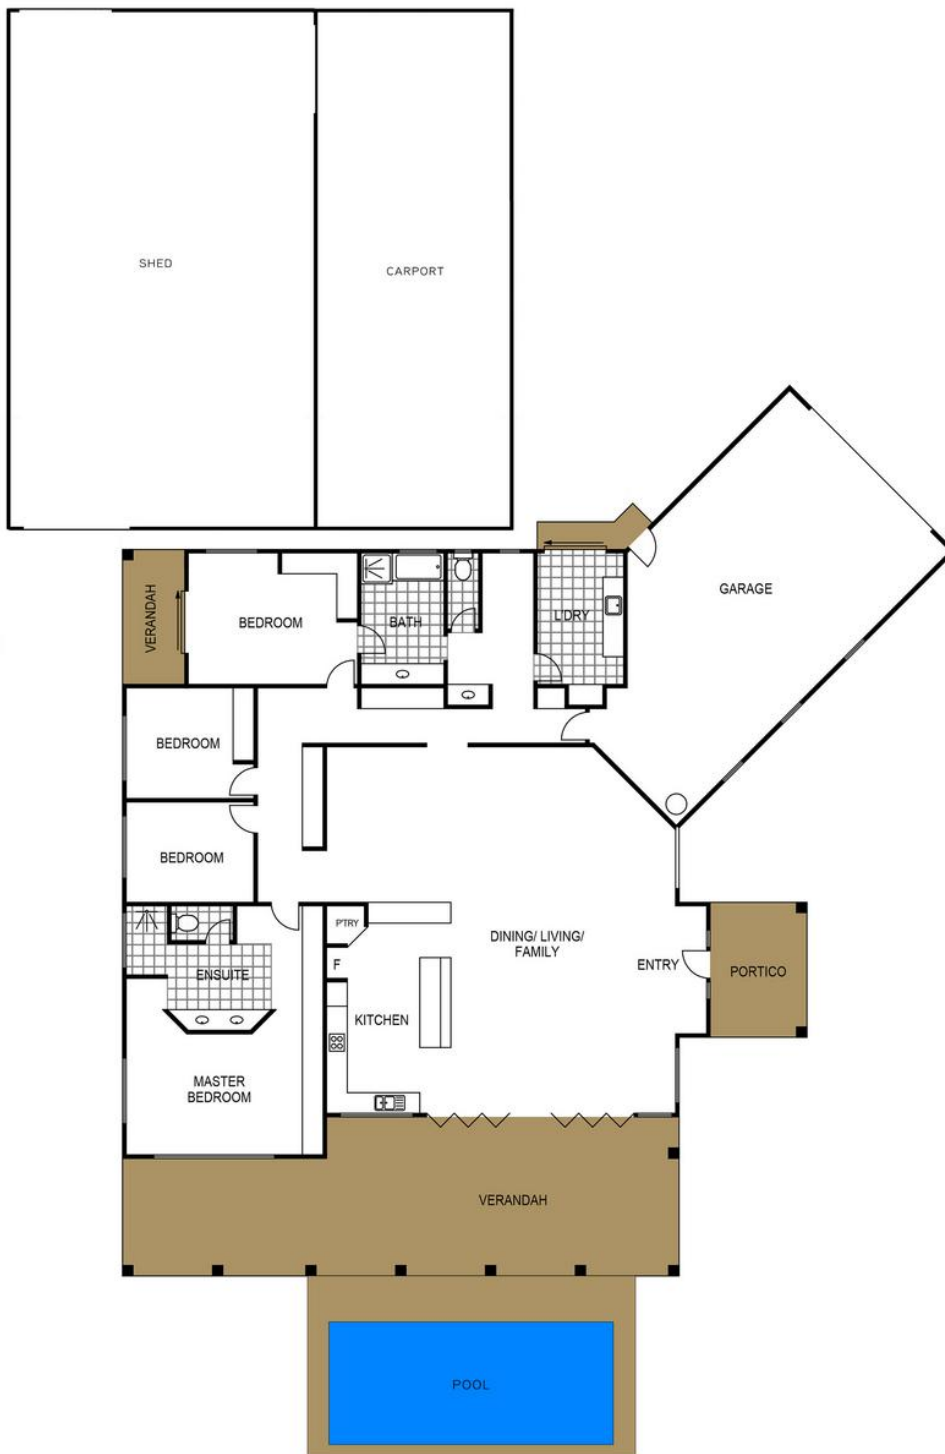 SHED
CARPORT
GARAGE
VERANDAH
BEDROOM
BATH
L'DRY
BEDROOM
BEDROOM
P'TRY
DINING/ LIVING/
FAMILY
F
ENTRY
PORTICO
ENSUITE
KITCHEN
MASTER
BEDROOM
VERANDAH
POOL